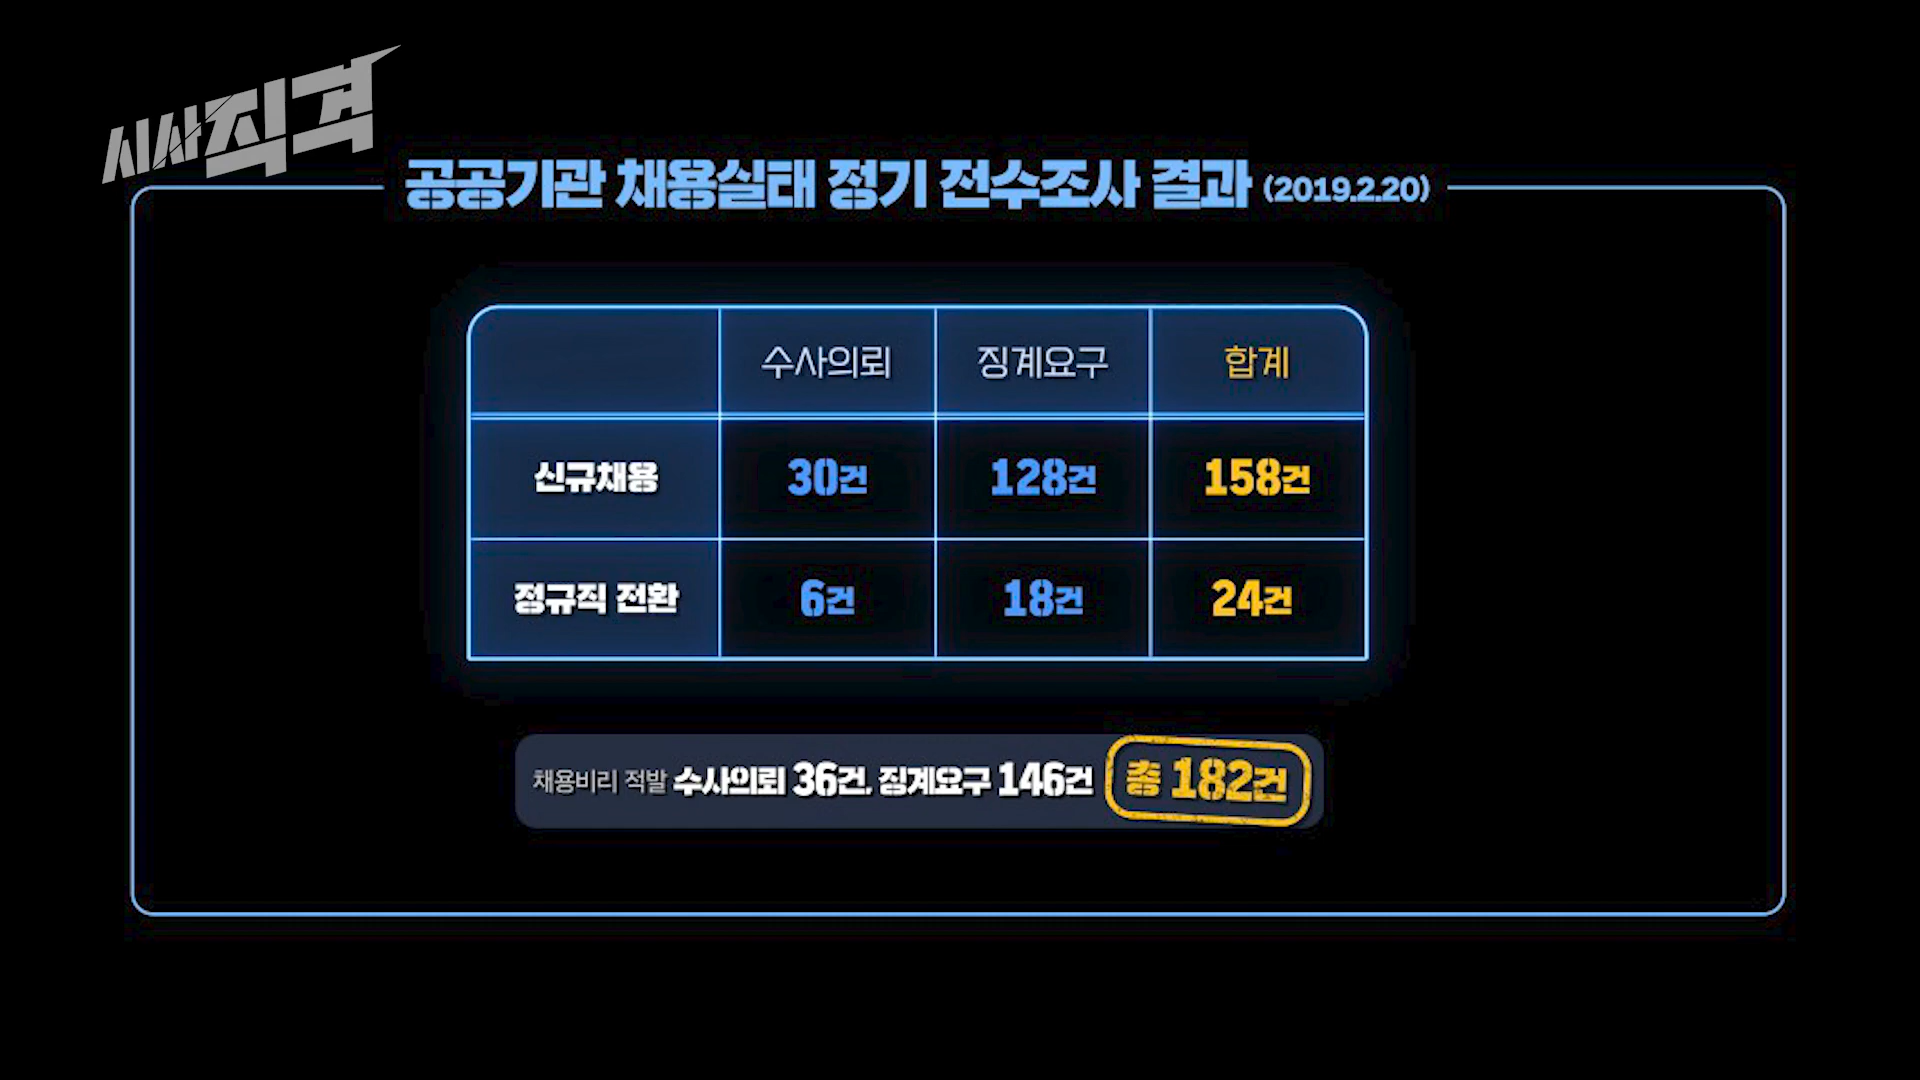 시사직격
공공기관 채용실태 정기 전수조사 결과 (2019.2.20)
수사의뢰 징계요구 합계
신규채용 30건 128건 158건
정규직 전환 6건 18건 24건
채용비리 적발 수사의뢰 36건, 징계요구 146건 총 182건